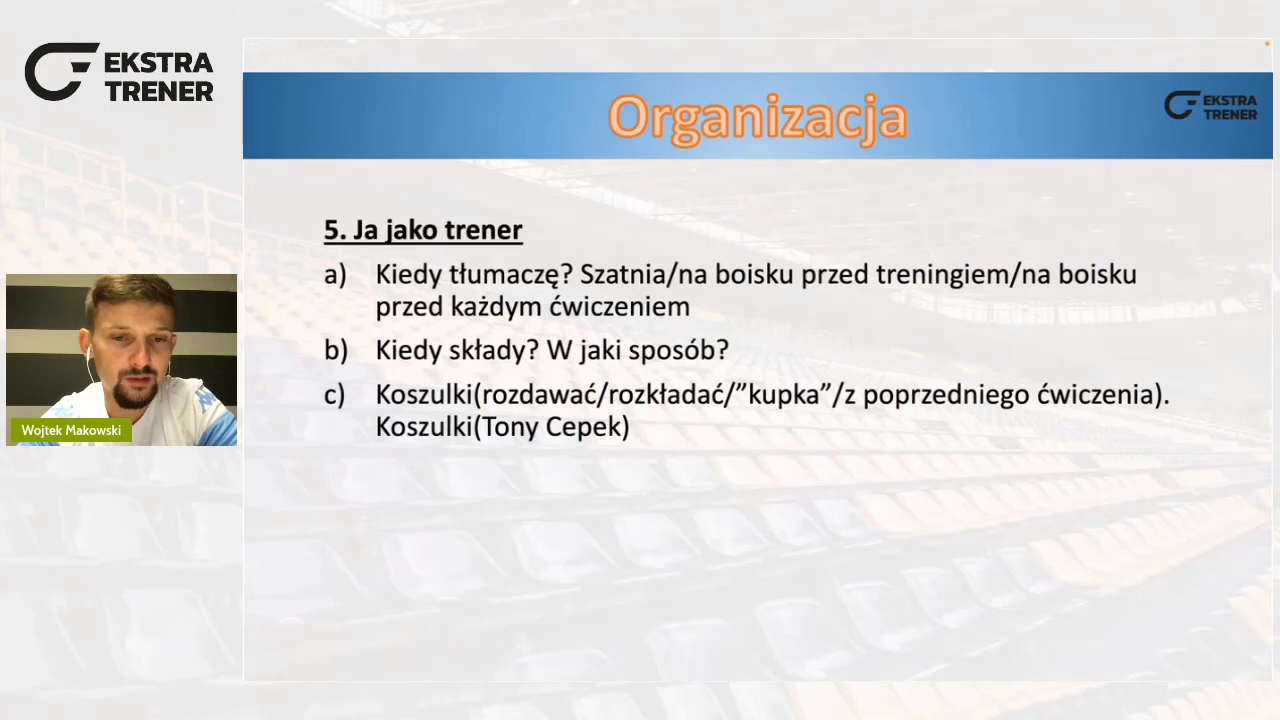 EKSTRA
TRENER
Organizacja
EKSTRA
TRENER
5. Ja jako trener
a) Kiedy tłumaczę? Szatnia/na boisku przed treningiem/na boisku
przed każdym ćwiczeniem
b) Kiedy składy? W jaki sposób?
c) Koszulki(rozdawać/rozkładać/”kupka”/z poprzedniego ćwiczenia).
Koszulki(Tony Cepek)
Wojtek Makowski